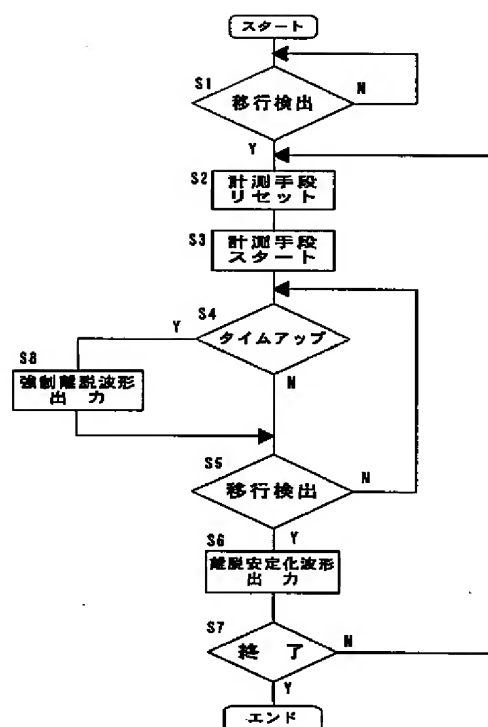 スタート
S1
移行検出
N
Y
S2
計測手段
リセット
S3
計測手段
スタート
S4
Y
タイムアップ
N
S8
強制離脱波形
出 力
S5
移行検出
N
Y
S6
離脱安定化波形
出 力
S7
終 了
N
Y
エンド